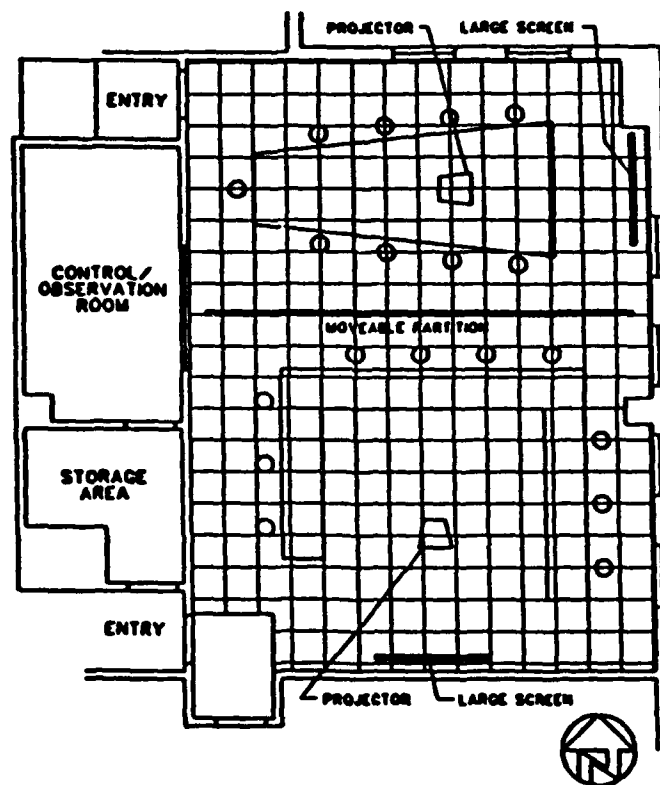 PROJECTOR
LARGE SCREEN
ENTRY
CONTROL/
OBSERVATION
ROOM
MOVEABLE PARTITION
STORAGE
AREA
ENTRY
PROJECTOR
LARGE SCREEN
N